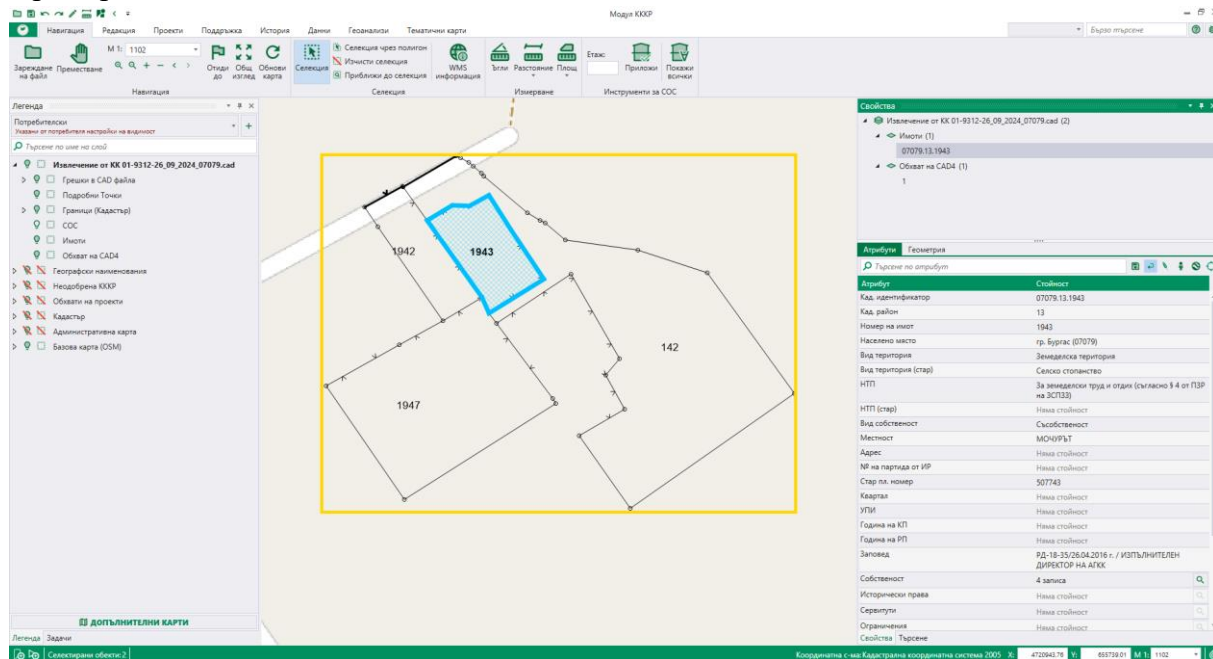 Модул КККР
Навигация Редакция Проекти Поддръжка История Данни Геоанализи Тематични карти
Бързо търсене
М 1: 1102
Селекция чрез полигон
Изчисти селекция
Приближи до селекция
Етаж:
Зареждане на файл Преместване Отиди до Общ изглед Обнови карта Селекция WMS информация Ъгли Разстояние Площ Приложи Покажи всички
Навигация Селекция Измерване Инструменти за СОС
Легенда
Потребителски
Указани от потребителя настройки на видимост
Търсене по име на слой
Извлечение от КК 01-9312-26_09_2024_07079.cad
Грешки в CAD файла
Подробни Точки
Граници (Кадастър)
СОС
Имоти
Обхват на CAD4
Географски наименования
Неодобрена КККР
Обхвати на проекти
Кадастър
Административна карта
Базова карта (OSM)
ДОПЪЛНИТЕЛНИ КАРТИ
Легенда Задачи
1942
1943
142
1947
Свойства
Извлечение от КК 01-9312-26_09_2024_07079.cad (2)
Имоти (1)
07079.13.1943
Обхват на CAD4 (1)
1
Атрибути Геометрия
Търсене по атрибут
Атрибут Стойност
Кад. идентификатор 07079.13.1943
Кад. район 13
Номер на имот 1943
Населено място гр. Бургас (07079)
Вид територия Земеделска територия
Вид територия (стар) Селско стопанство
НТП За земеделски труд и отдих (съгласно § 4 от ПЗР
на ЗСПЗЗ)
НТП (стар) Няма стойност
Вид собственост Съсобственост
Местност МОЧУРЪТ
Адрес Няма стойност
№ на партида от ИР Няма стойност
Стар пл. номер 507743
Квартал Няма стойност
УПИ Няма стойност
Година на КП Няма стойност
Година на РП Няма стойност
Заповед РД-18-35/26.04.2016 г. / ИЗПЪЛНИТЕЛЕН
ДИРЕКТОР НА АГКК
Собственост 4 записа
Исторически права Няма стойност
Сервитути Няма стойност
Ограничения Няма стойност
Свойства Търсене
Селектирани обекти: 2
Координатна с-ма: Кадастрална координатна система 2005 X: 4720943.76 Y: 653739.01 М 1: 1102